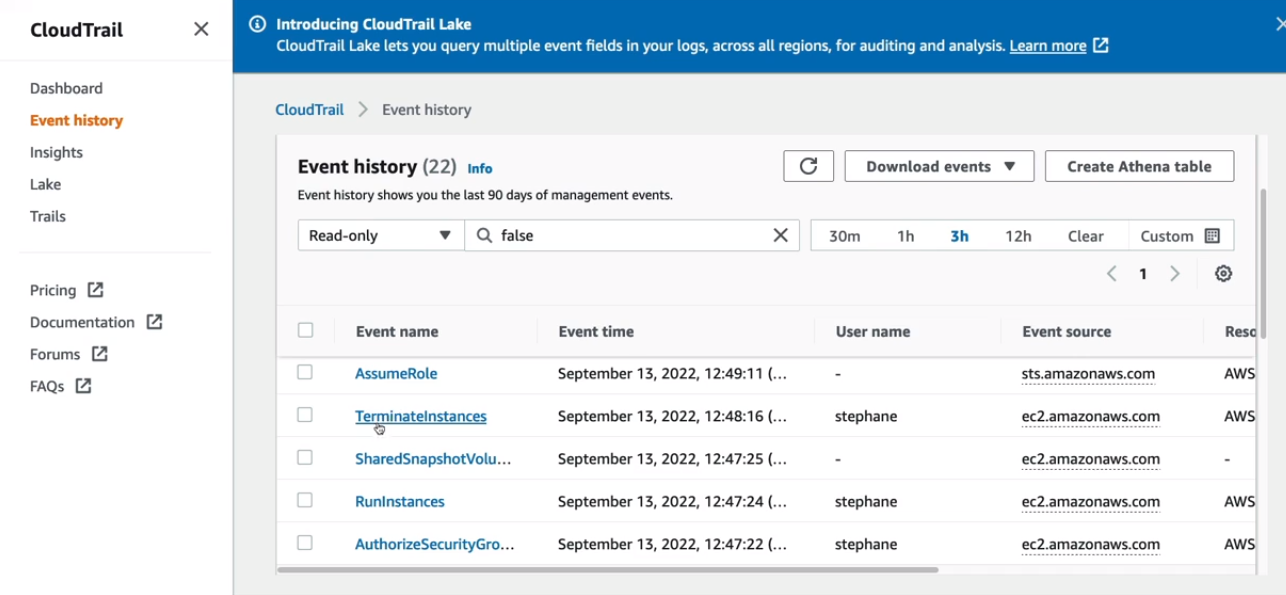 CloudTrail
Dashboard
Event history
Insights
Lake
Trails
Pricing
Documentation
Forums
FAQs
Introducing CloudTrail Lake
CloudTrail Lake lets you query multiple event fields in your logs, across all regions, for auditing and analysis. Learn more
CloudTrail > Event history
Event history (22) Info
Event history shows you the last 90 days of management events.
Download events Create Athena table
Read-only false 30m 1h 3h 12h Clear Custom
< 1 >
Event name Event time User name Event source Reso
AssumeRole September 13, 2022, 12:49:11 (... - sts.amazonaws.com AWS
TerminateInstances September 13, 2022, 12:48:16 (... stephane ec2.amazonaws.com AWS
SharedSnapshotVolu... September 13, 2022, 12:47:25 (... - ec2.amazonaws.com -
RunInstances September 13, 2022, 12:47:24 (... stephane ec2.amazonaws.com AWS
AuthorizeSecurityGro... September 13, 2022, 12:47:22 (... stephane ec2.amazonaws.com AWS